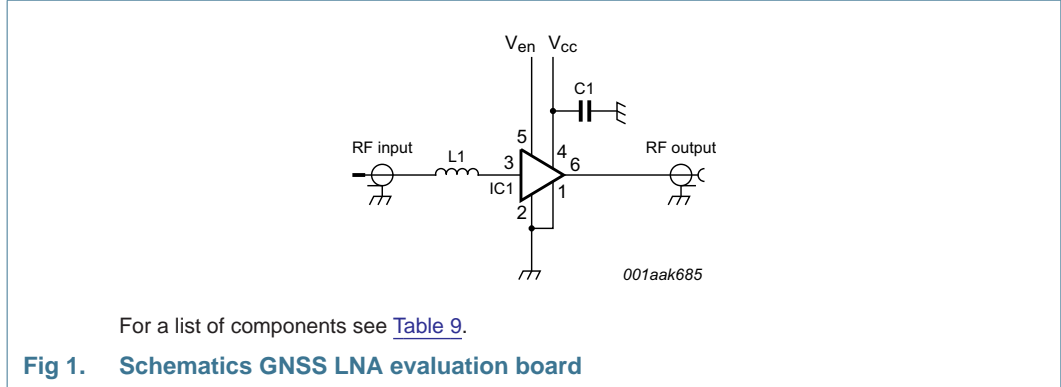 Ven Vcc
C1
5
4
RF input
L1
3
6
RF output
IC1
1
2
001aak685
For a list of components see Table 9.
Fig 1. Schematics GNSS LNA evaluation board